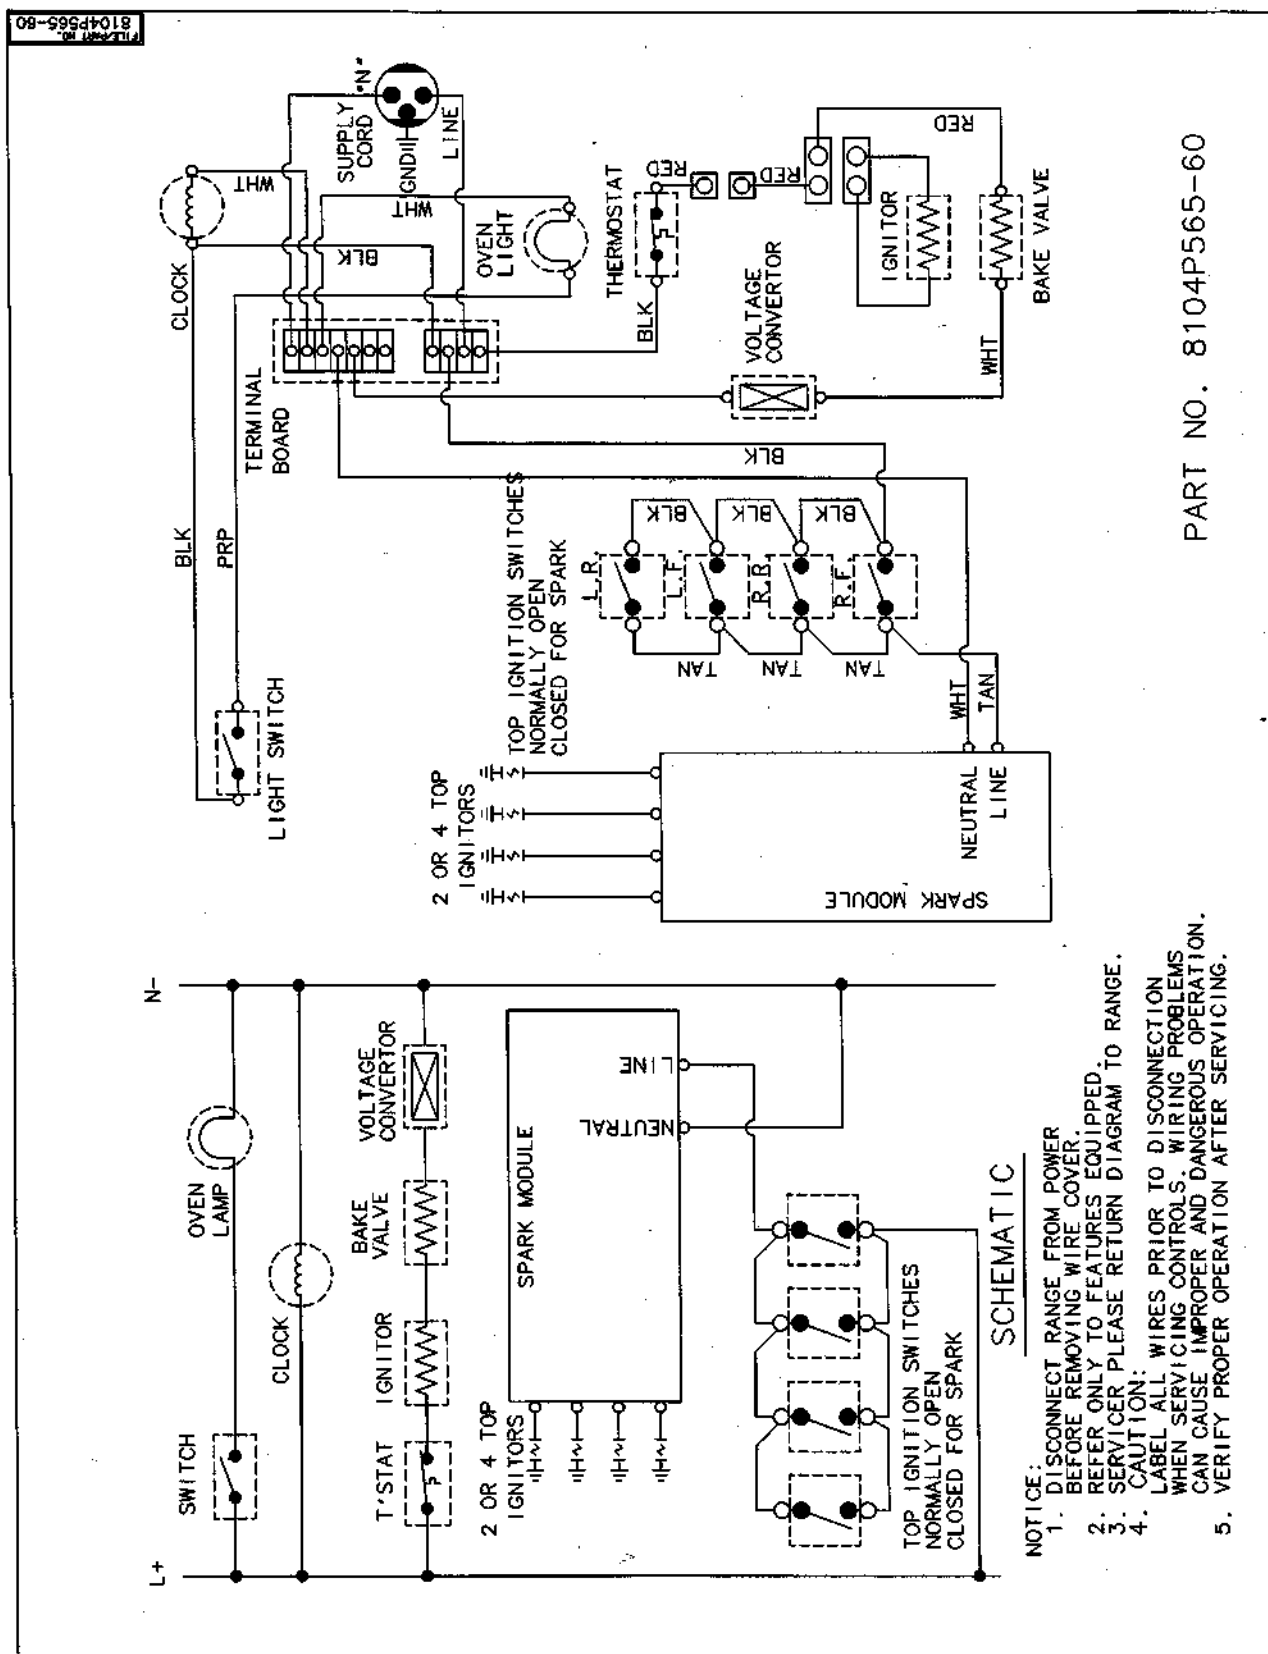 FILE/PART NO.
8104P565-60
CLOCK
WHT
BLK
SUPPLY
CORD
"N"
GND
LINE
WHT
OVEN
LIGHT
THERMOSTAT
RED
RED
RED
IGNITOR
BAKE VALVE
BLK
VOLTAGE
CONVERTOR
WHT
TERMINAL
BOARD
BLK
PRP
LIGHT SWITCH
BLK
TOP IGNITION SWITCHES
NORMALLY OPEN
CLOSED FOR SPARK
L.R.
L.F.
R.R.
R.F.
BLK
BLK
BLK
TAN
TAN
TAN
WHT
TAN
2 OR 4 TOP
IGNITORS
NEUTRAL
LINE
SPARK MODULE
PART NO. 8104P565-60
L+
N-
SWITCH
OVEN
LAMP
CLOCK
T'STAT
IGNITOR
BAKE
VALVE
VOLTAGE
CONVERTOR
2 OR 4 TOP
IGNITORS
SPARK MODULE
LINE
NEUTRAL
TOP IGNITION SWITCHES
NORMALLY OPEN
CLOSED FOR SPARK
SCHEMATIC
NOTICE:
1. DISCONNECT RANGE FROM POWER
BEFORE REMOVING WIRE COVER.
2. REFER ONLY TO FEATURES EQUIPPED.
3. SERVICER PLEASE RETURN DIAGRAM TO RANGE.
4. CAUTION:
LABEL ALL WIRES PRIOR TO DISCONNECTION
WHEN SERVICING CONTROLS. WIRING PROBLEMS
CAN CAUSE IMPROPER AND DANGEROUS OPERATION.
5. VERIFY PROPER OPERATION AFTER SERVICING.